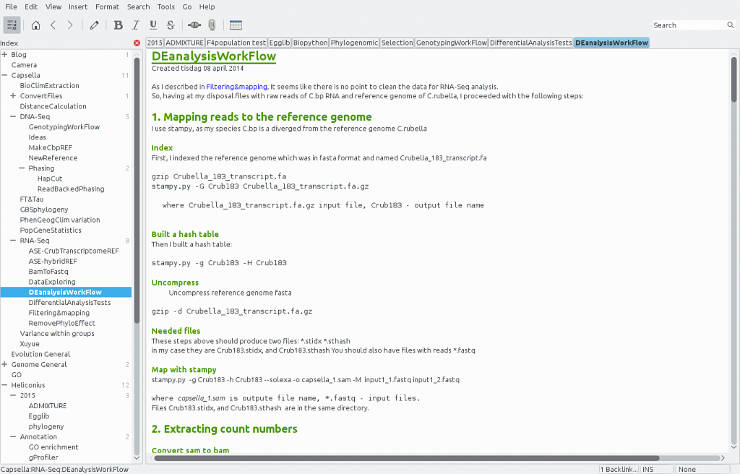 File Edit View Insert Format Search Tools Go Help
Search
Index
2015 ADMIXTURE F4population test Egglib Biopython Phylogenomic Selection GenotypingWorkFlow DifferentialAnalysisTests DEanalysisWorkFlow
Blog 1
Camera
Capsella 11
BioClimExtraction
ConvertFiles 1
DistanceCalculation
DNA-Seq 5
GenotypingWorkFlow
Ideas
MakeCbpREF
NewReference
Phasing 2
HapCut
ReadBackedPhasing
FT&Tau
GBSphylogeny
PhenGeogClim variation
PopGeneStatistics
RNA-Seq 8
ASE-CrubTranscriptomeREF
ASE-hybridREF
BamToFastq
DataExploring
DEanalysisWorkFlow
DifferentialAnalysisTests
Filtering&mapping
RemovePhyloEffect
Variance within groups
Xuyue
Evolution General
Genome General 2
GO
Heliconius 12
2015 3
ADMIXTURE
Egglib
phylogeny
Annotation 2
GO enrichment
gProfiler
DEanalysisWorkFlow
Created tisdag 08 april 2014
As I described in Filtering&mapping, it seems like there is no point to clean the data for RNA-Seq analysis.
So, having at my disposal files with raw reads of C.bp RNA and reference genome of C.rubella, I proceeded with the following steps:
1. Mapping reads to the reference genome
I use stampy, as my species C.bp is a diverged from the reference genome C.rubella
Index
First, I indexed the reference genome which was in fasta format and named Crubella_183_transcript.fa
gzip Crubella_183_transcript.fa
stampy.py -G Crub183 Crubella_183_transcript.fa.gz
where Crubella_183_transcript.fa.gz input file, Crub183 - output file name
Built a hash table
Then I built a hash table:
stampy.py -g Crub183 -H Crub183
Uncompress
Uncompress reference genome fasta
gzip -d Crubella_183_transcript.fa.gz
Needed files
These steps above should produce two files: *.stidx *.sthash
in my case they are Crub183.stidx, and Crub183.sthash You should also have files with reads *.fastq
Map with stampy
stampy.py -g Crub183 -h Crub183 --solexa -o capsella_1.sam -M input1_1.fastq input1_2.fastq
where capsella_1.sam is outpute file name, *.fastq - input files.
Files Crub183.stidx, and Crub183.sthash are in the same directory.
2. Extracting count numbers
Convert sam to bam
Capsella:RNA-Seq:DEanalysisWorkFlow
1 Backlink... INS None